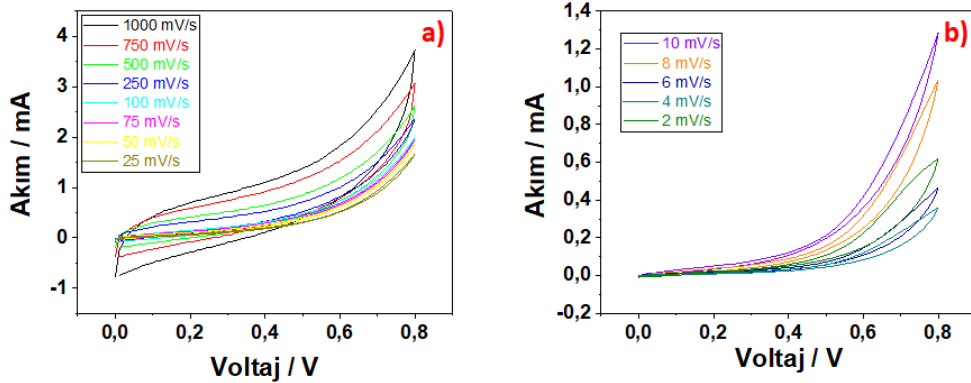 a)
1000 mV/s
750 mV/s
500 mV/s
250 mV/s
100 mV/s
75 mV/s
50 mV/s
25 mV/s
Akım / mA
4
3
2
1
0
-1
0,0 0,2 0,4 0,6 0,8
Voltaj / V
b)
10 mV/s
8 mV/s
6 mV/s
4 mV/s
2 mV/s
Akım / mA
1,4
1,2
1,0
0,8
0,6
0,4
0,2
0,0
-0,2
0,0 0,2 0,4 0,6 0,8
Voltaj / V